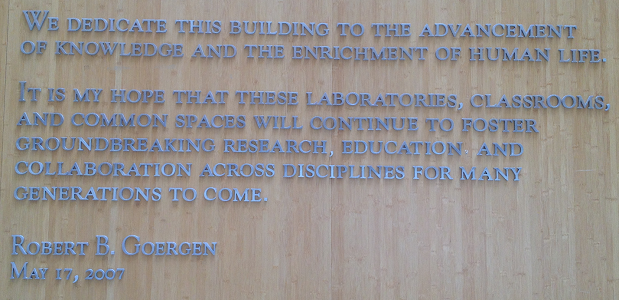 We dedicate this building to the advancement
of knowledge and the enrichment of human life.
It is my hope that these laboratories, classrooms,
and common spaces will continue to foster
groundbreaking research, education, and
collaboration across disciplines for many
generations to come.
Robert B. Goergen
May 17, 2007